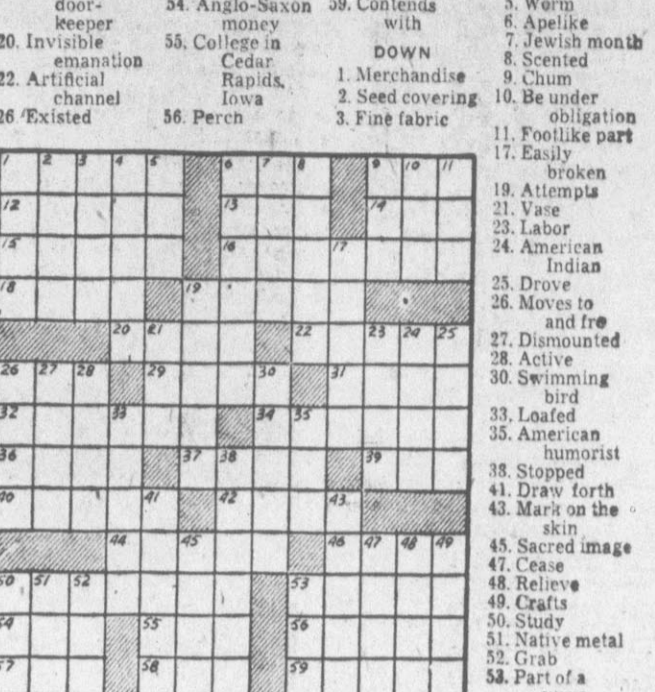 door-
keeper
20. Invisible
emanation
22. Artificial
channel
26. Existed
54. Anglo-Saxon
money
55. College in
Cedar
Rapids,
Iowa
56. Perch
59. Contends
with
DOWN
1. Merchandise
2. Seed covering
3. Fine fabric
5. Worm
6. Apelike
7. Jewish month
8. Scented
9. Chum
10. Be under
obligation
11. Footlike part
17. Easily
broken
19. Attempts
21. Vase
23. Labor
24. American
Indian
25. Drove
26. Moves to
and fro
27. Dismounted
28. Active
30. Swimming
bird
33. Loafed
35. American
humorist
38. Stopped
41. Draw forth
43. Mark on the
skin
45. Sacred image
47. Cease
48. Relieve
49. Crafts
50. Study
51. Native metal
52. Grab
53. Part of a
1 2 3 4 5 6 7 8 9 10 11
12 13 14
15 16 17
18 19
20 21 22 23 24 25
26 27 28 29 30 31
32 33 34 35
36 37 38 39
40 41 42 43
44 45 46 47 48 49
50 51 52 53
54 55 56
57 58 59